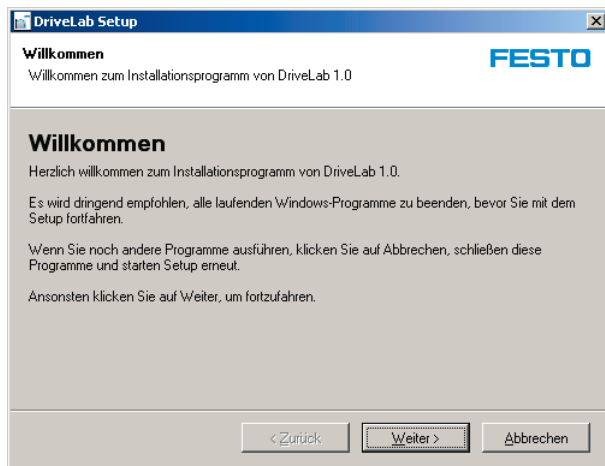 DriveLab Setup
Willkommen
Willkommen zum Installationsprogramm von DriveLab 1.0
FESTO
Willkommen
Herzlich willkommen zum Installationsprogramm von DriveLab 1.0.
Es wird dringend empfohlen, alle laufenden Windows-Programme zu beenden, bevor Sie mit dem
Setup fortfahren.
Wenn Sie noch andere Programme ausführen, klicken Sie auf Abbrechen, schließen diese
Programme und starten Setup erneut.
Ansonsten klicken Sie auf Weiter, um fortzufahren.
< Zurück
Weiter >
Abbrechen